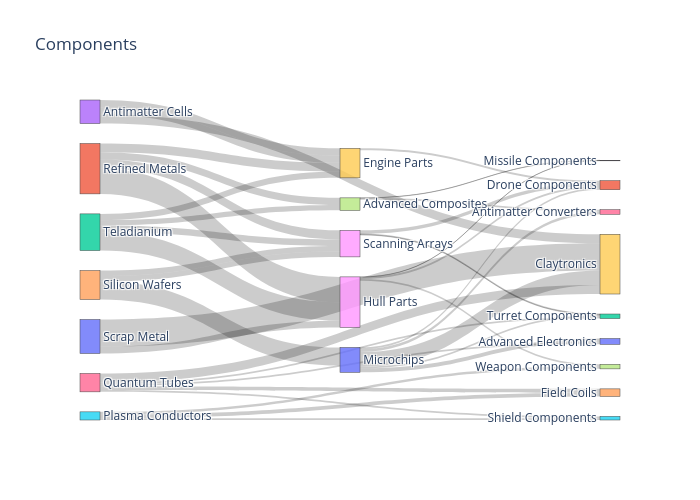 Components
Antimatter Cells
Refined Metals
Teladianium
Silicon Wafers
Scrap Metal
Quantum Tubes
Plasma Conductors
Engine Parts
Advanced Composites
Scanning Arrays
Hull Parts
Microchips
Missile Components
Drone Components
Antimatter Converters
Claytronics
Turret Components
Advanced Electronics
Weapon Components
Field Coils
Shield Components